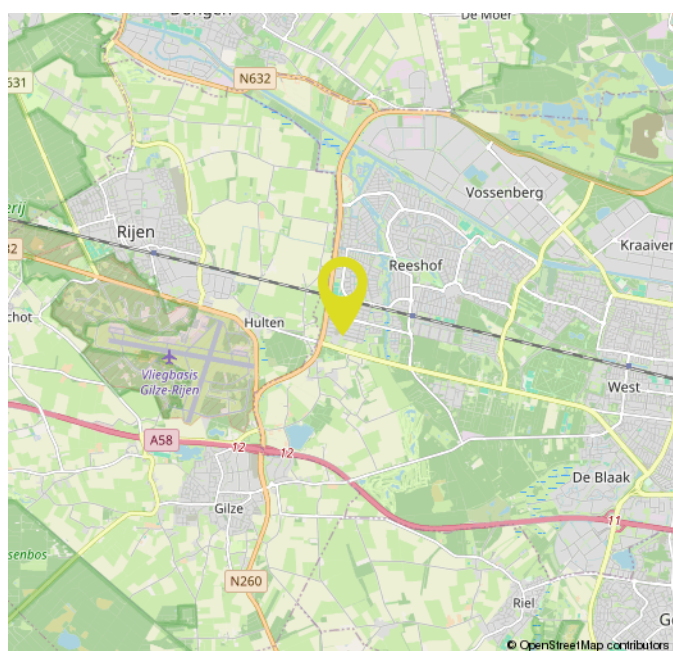 De Moer
N632
631
Vossenberg
Rijen
Kraaiven
Reeshof
Hulten
Vliegbasis
Gilze-Rijen
West
A58
12
12
De Blaak
Gilze
11
N260
Riel
© OpenStreetMap contributors